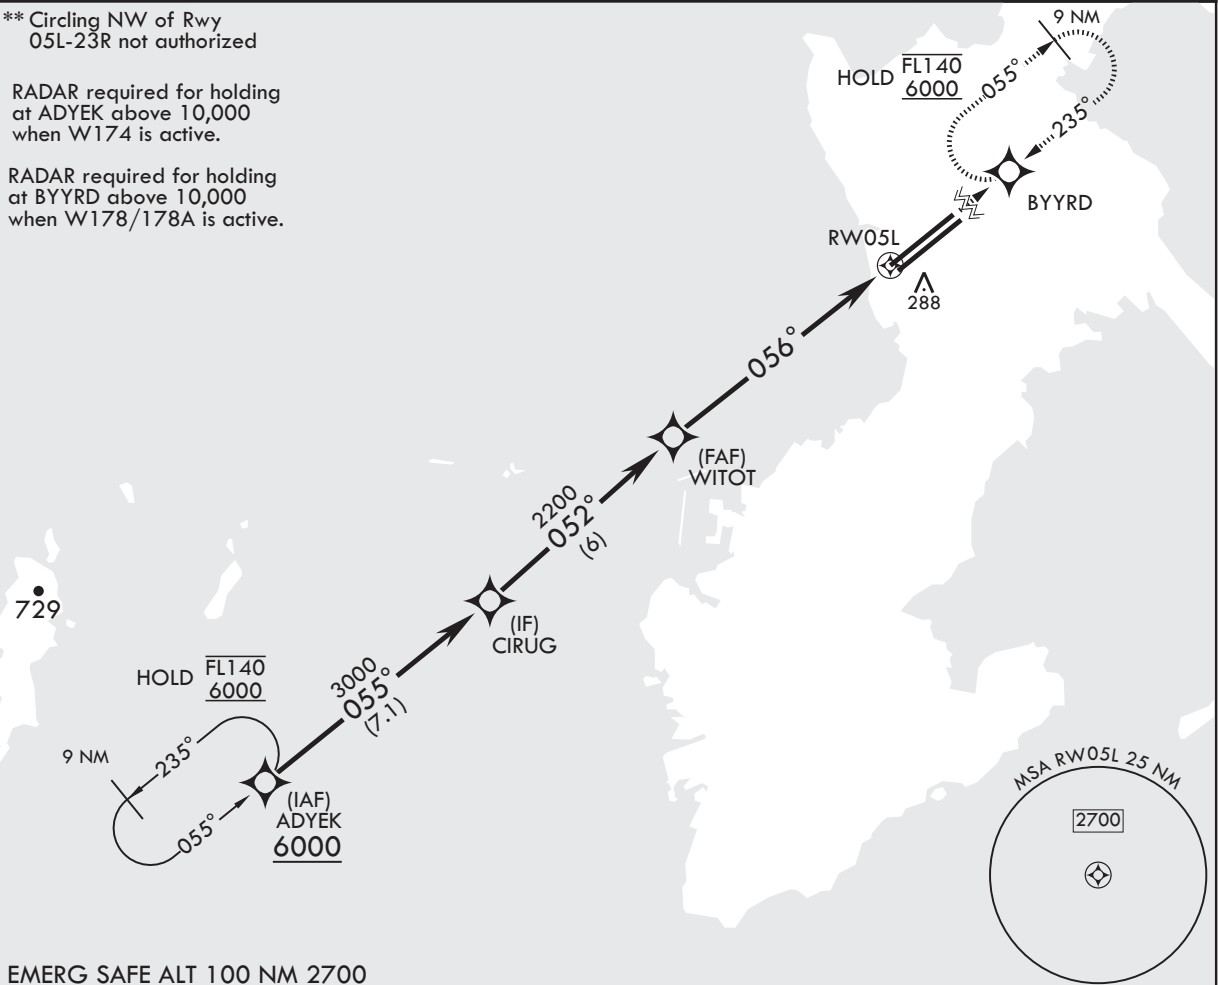 ** Circling NW of Rwy
05L-23R not authorized
RADAR required for holding
at ADYEK above 10,000
when W174 is active.
RADAR required for holding
at BYYRD above 10,000
when W178/178A is active.
9 NM
HOLD
FL140
6000
055°
235°
BYYRD
RW05L
288
056°
(FAF)
WITOT
2200
052°
(6)
729
(IF)
CIRUG
HOLD
FL140
6000
3000
055°
(7.1)
9 NM
235°
055°
(IAF)
ADYEK
6000
MSA RW05L 25 NM
2700
EMERG SAFE ALT 100 NM 2700